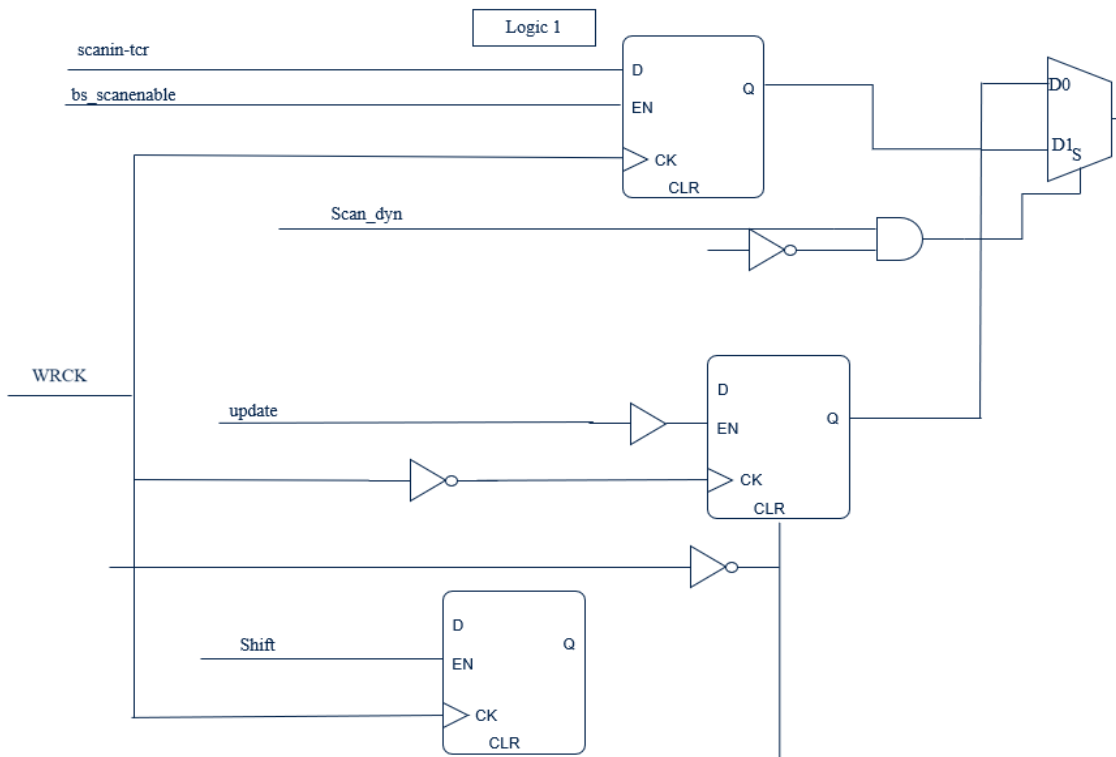 Logic 1
scanin-tcr
D
Q
bs_scanenable
EN
CK
CLR
D0
D1
S
Scan_dyn
WRCK
update
D
Q
EN
CK
CLR
Shift
D
Q
EN
CK
CLR